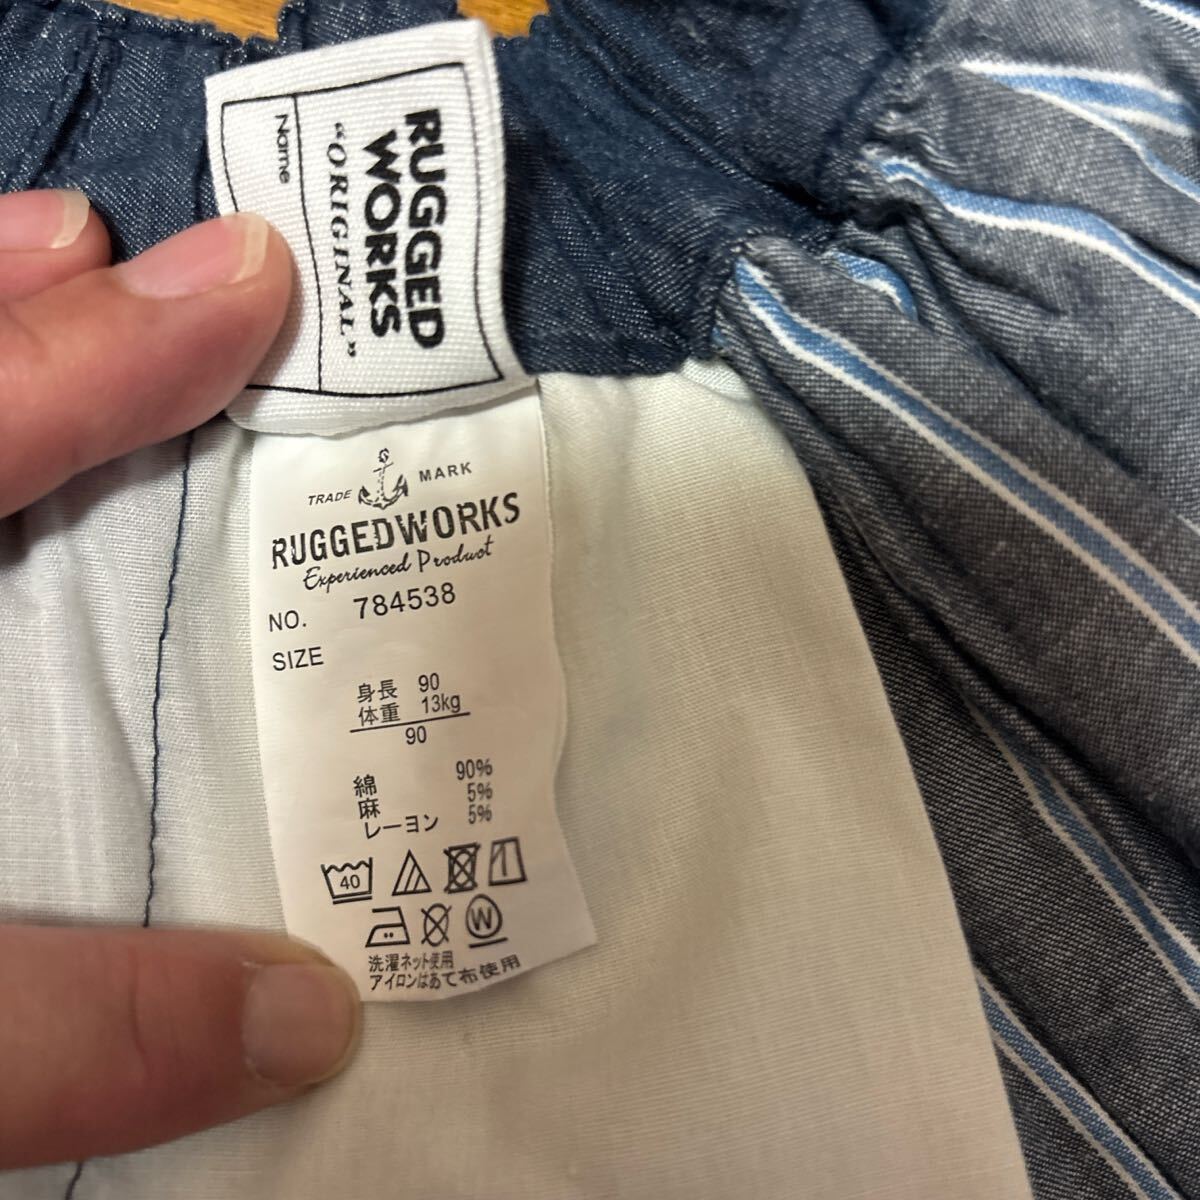 RUGGED
WORKS
“ORIGINAL”
Name
TRADE MARK
RUGGEDWORKS
Experienced Product
NO. 784538
SIZE
身長 90
体重 13kg
90
綿 90%
麻 5%
レーヨン 5%
40
W
洗濯ネット使用
アイロンはあて布使用